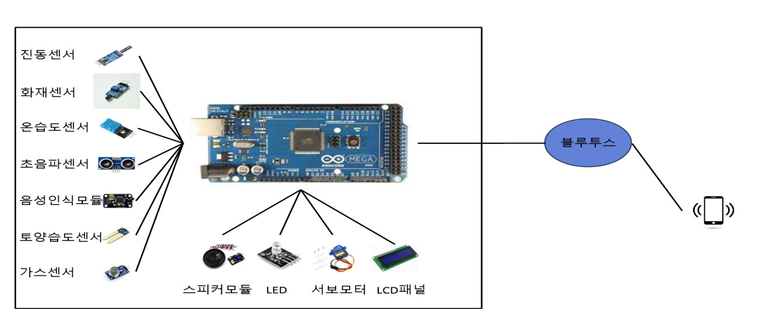 진동센서
화재센서
온습도센서
초음파센서
음성인식모듈
토양습도센서
가스센서
ARDUINO
MEGA
스피커모듈
LED
서보모터
LCD패널
블루투스